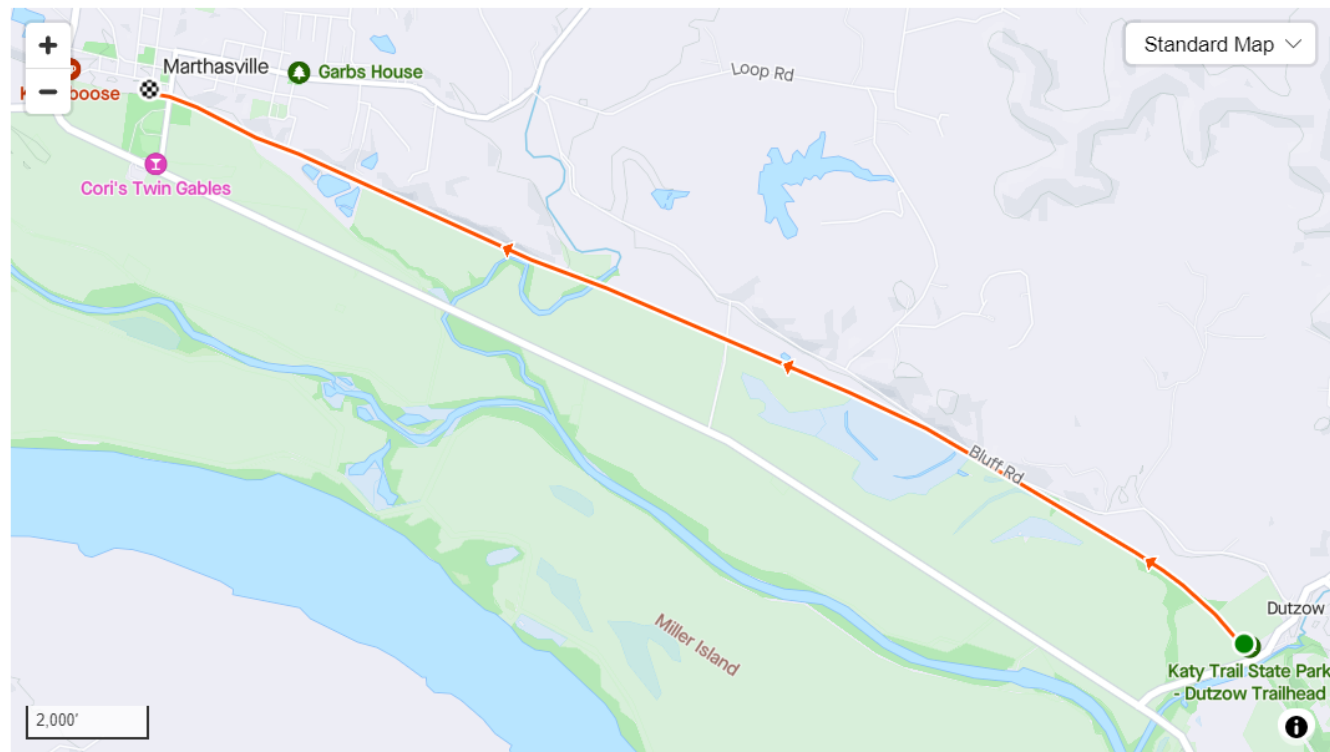 +
Standard Map
Marthasville
Garbs House
Loop Rd
−
Cori's Twin Gables
Bluff Rd
Dutzow
Miller Island
Katy Trail State Park
- Dutzow Trailhead
2,000′
i